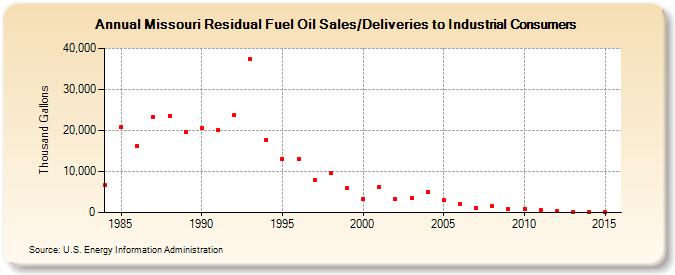 Annual Missouri Residual Fuel Oil Sales/Deliveries to Industrial Consumers
Thousand Gallons
40,000
30,000
20,000
10,000
0
1985 1990 1995 2000 2005 2010 2015
Source: U.S. Energy Information Administration